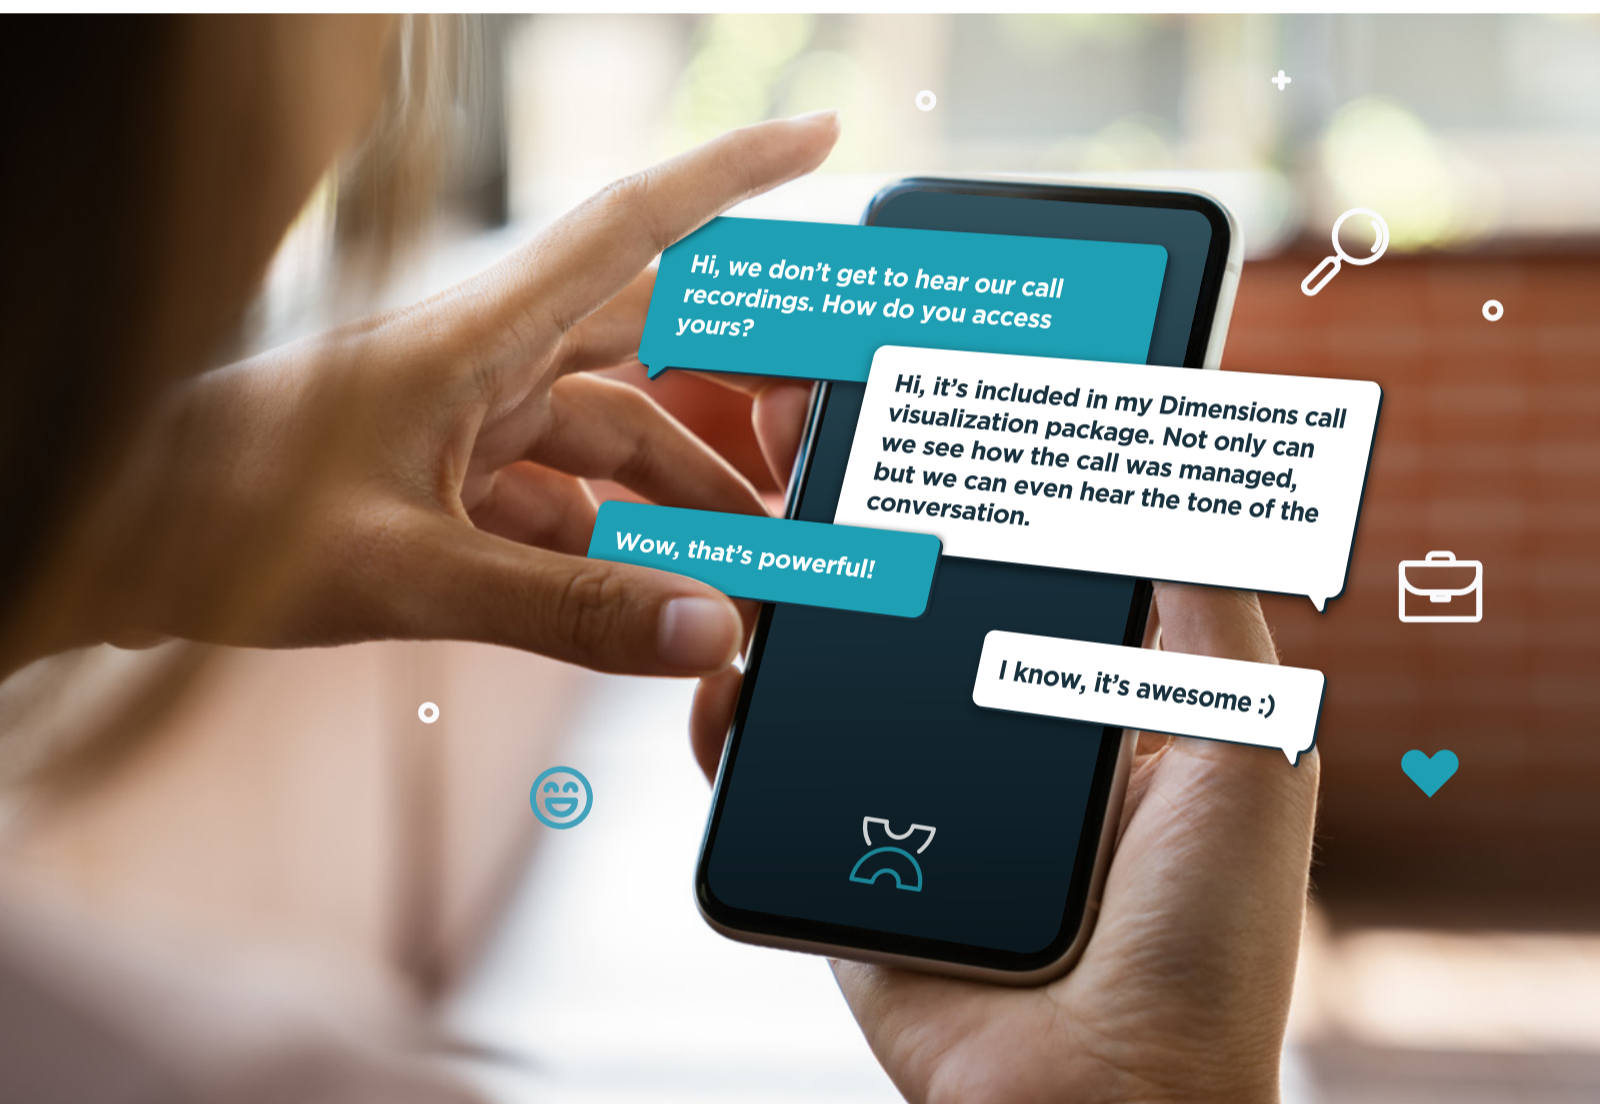 Hi, we don't get to hear our call
recordings. How do you access
yours?
Hi, it's included in my Dimensions call
visualization package. Not only can
we see how the call was managed,
but we can even hear the tone of the
conversation.
Wow, that's powerful!
I know, it's awesome :)